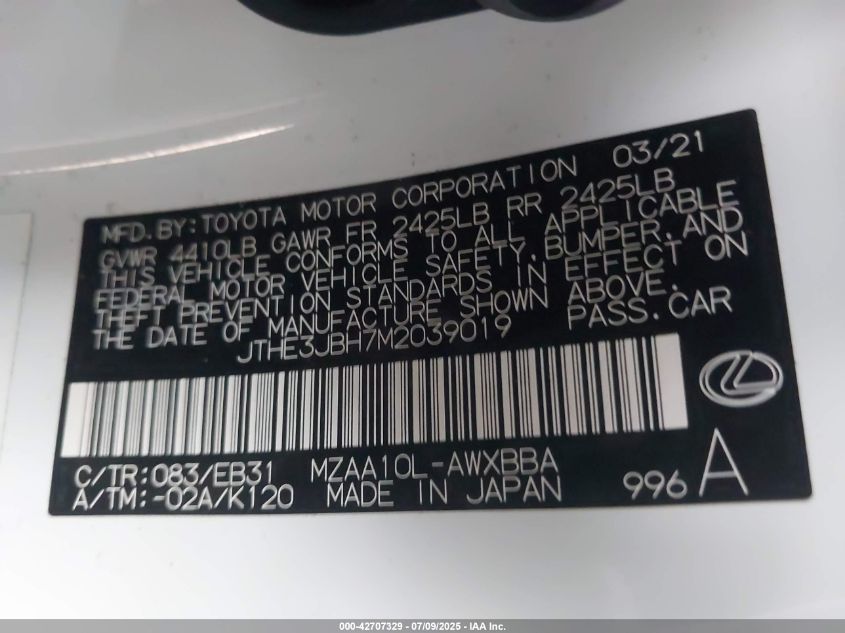 MFD. BY: TOYOTA MOTOR CORPORATION 03/21
GVWR 4410LB GAWR FR 2425LB RR 2425LB
THIS VEHICLE CONFORMS TO ALL APPLICABLE
FEDERAL MOTOR VEHICLE SAFETY, BUMPER, AND
THEFT PREVENTION STANDARDS IN EFFECT ON
THE DATE OF MANUFACTURE SHOWN ABOVE.
JTHE3JBH7M2039019 PASS. CAR
C/TR: 083/EB31 MZAA10L-AWXBBA
A/TM: -02A/K120 MADE IN JAPAN 996 A
000-42707329 - 07/09/2025 - IAA Inc.